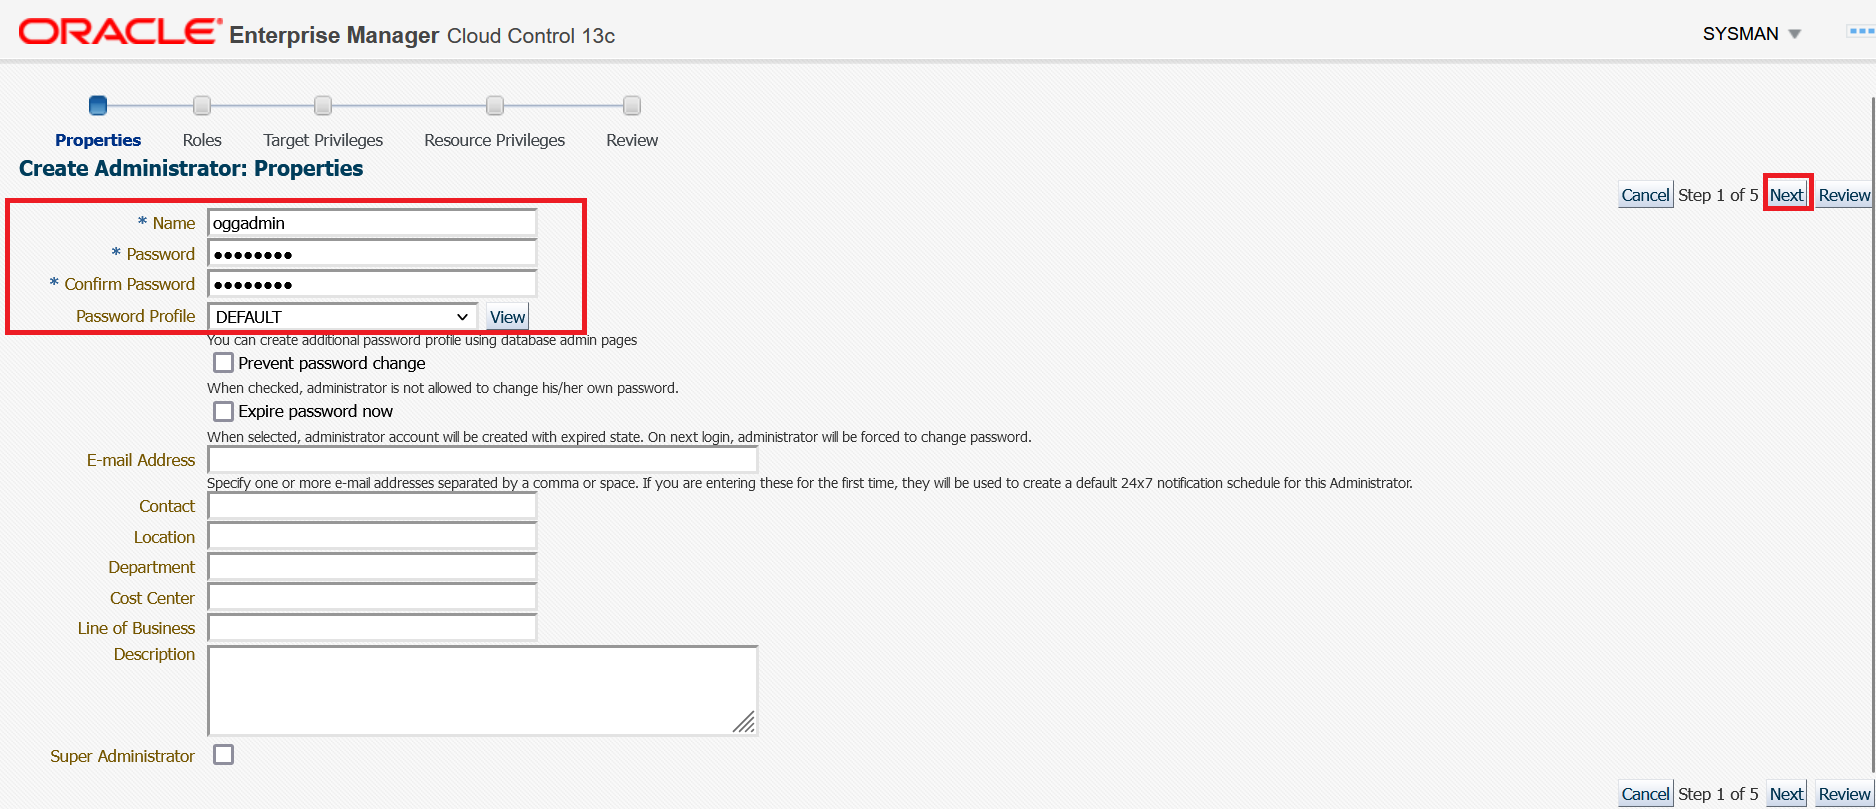 ORACLE Enterprise Manager Cloud Control 13c
SYSMAN
Properties Roles Target Privileges Resource Privileges Review
Create Administrator: Properties
Cancel Step 1 of 5 Next Review
* Name oggadmin
* Password ●●●●●●●●
* Confirm Password ●●●●●●●●
Password Profile DEFAULT View
You can create additional password profile using database admin pages
Prevent password change
When checked, administrator is not allowed to change his/her own password.
Expire password now
When selected, administrator account will be created with expired state. On next login, administrator will be forced to change password.
E-mail Address
Specify one or more e-mail addresses separated by a comma or space. If you are entering these for the first time, they will be used to create a default 24x7 notification schedule for this Administrator.
Contact
Location
Department
Cost Center
Line of Business
Description
Super Administrator
Cancel Step 1 of 5 Next Review